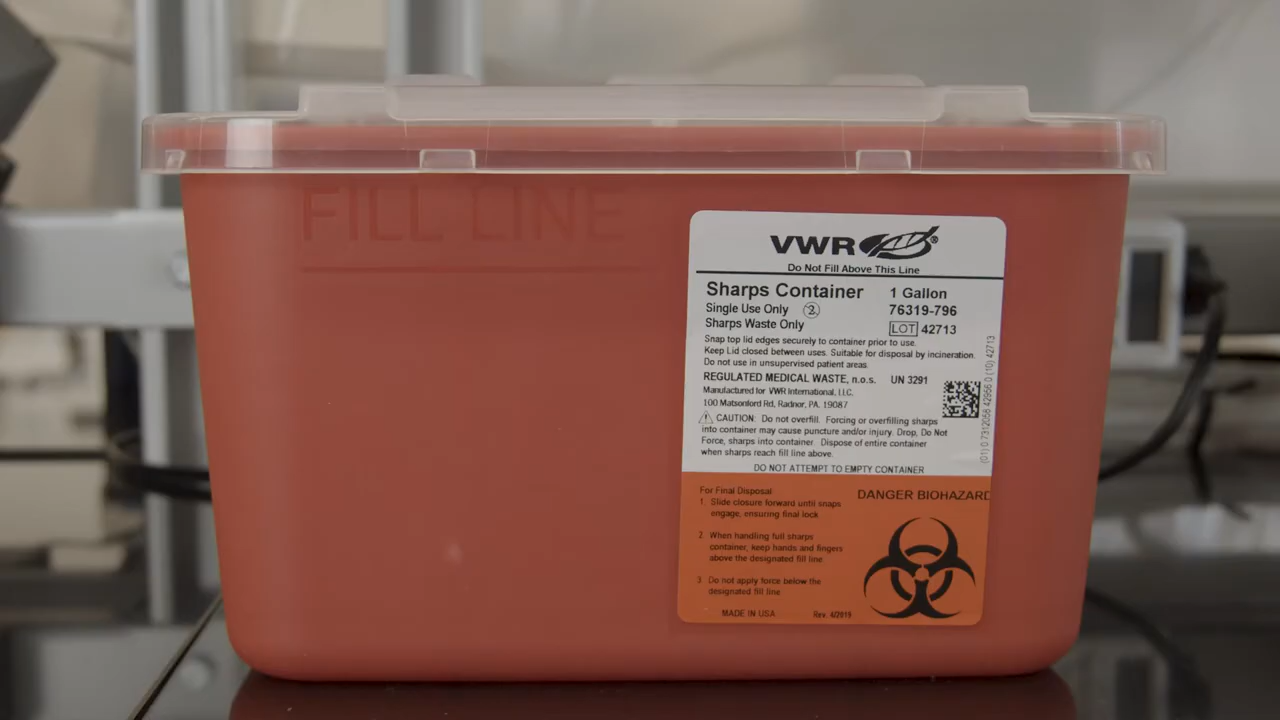 FILL LINE
VWR
Do Not Fill Above This Line
Sharps Container
1 Gallon
Single Use Only ②
76319-796
Sharps Waste Only
LOT 42713
Snap top lid edges securely to container prior to use.
Keep Lid closed between uses. Suitable for disposal by incineration.
Do not use in unsupervised patient areas
REGULATED MEDICAL WASTE, n.o.s. UN 3291
Manufactured for VWR International, LLC.
100 Matsonford Rd, Radnor, PA. 19087
CAUTION: Do not overfill. Forcing or overfilling sharps
into container may cause puncture and/or injury. Drop, Do Not
Force, sharps into container. Dispose of entire container
when sharps reach fill line above.
DO NOT ATTEMPT TO EMPTY CONTAINER
For Final Disposal
1. Slide closure forward until snaps
engage, ensuring final lock
2. When handling full sharps
container, keep hands and fingers
above the designated fill line.
3. Do not apply force below the
designated fill line
MADE IN USA Rev. 4/2019
DANGER BIOHAZARD